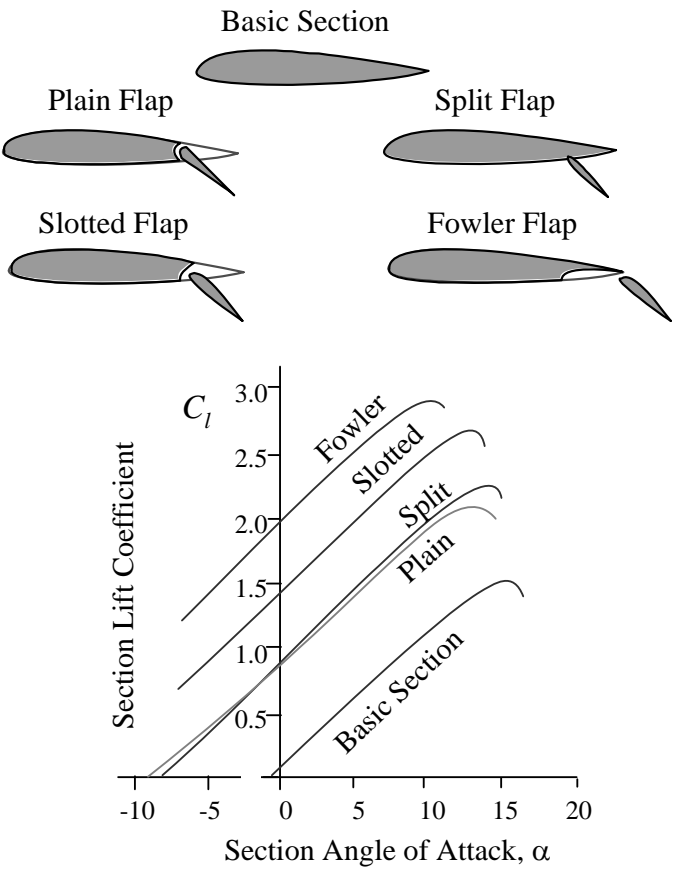 Basic Section
Plain Flap
Split Flap
Slotted Flap
Fowler Flap
C_l
Section Lift Coefficient
3.0
2.5
2.0
1.5
1.0
0.5
Fowler
Slotted
Split
Plain
Basic Section
-10 -5 0 5 10 15 20
Section Angle of Attack, α